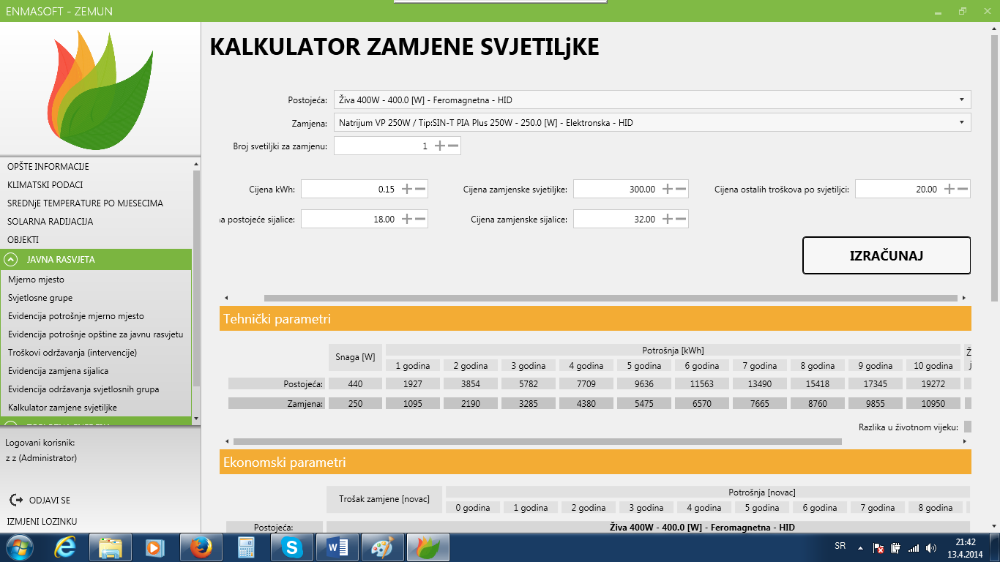 ENMASOFT - ZEMUN
KALKULATOR ZAMJENE SVJETILjKE
Postojeća: Živa 400W - 400.0 [W] - Feromagnetna - HID
Zamjena: Natrijum VP 250W / Tip:SIN-T PIA Plus 250W - 250.0 [W] - Elektronska - HID
Broj svetiljki za zamjenu: 1
Cijena kWh: 0.15 Cijena zamjenske svjetiljke: 300.00 Cijena ostalih troškova po svjetiljci: 20.00
na postojeće sijalice: 18.00 Cijena zamjenske sijalice: 32.00
IZRAČUNAJ
OPŠTE INFORMACIJE
KLIMATSKI PODACI
SREDNjE TEMPERATURE PO MJESECIMA
SOLARNA RADIJACIJA
OBJEKTI
JAVNA RASVJETA
Mjerno mjesto
Svjetlosne grupe
Evidencija potrošnje mjerno mjesto
Evidencija potrošnje opštine za javnu rasvjetu
Troškovi održavanja (intervencije)
Evidencija zamjena sijalica
Evidencija održavanja svjetlosnih grupa
Kalkulator zamjene svjetiljke
Logovani korisnik:
z z (Administrator)
ODJAVI SE
IZMJENI LOZINKU
Tehnički parametri
Snaga [W] Potrošnja [kWh] Ž
1 godina 2 godina 3 godina 4 godina 5 godina 6 godina 7 godina 8 godina 9 godina 10 godina j
Postojeća: 440 1927 3854 5782 7709 9636 11563 13490 15418 17345 19272
Zamjena: 250 1095 2190 3285 4380 5475 6570 7665 8760 9855 10950
Razlika u životnom vijeku:
Ekonomski parametri
Trošak zamjene [novac] Potrošnja [novac]
0 godina 1 godina 2 godina 3 godina 4 godina 5 godina 6 godina 7 godina 8 godina
Postojeća: Živa 400W - 400.0 [W] - Feromagnetna - HID
SR 21:42
13.4.2014